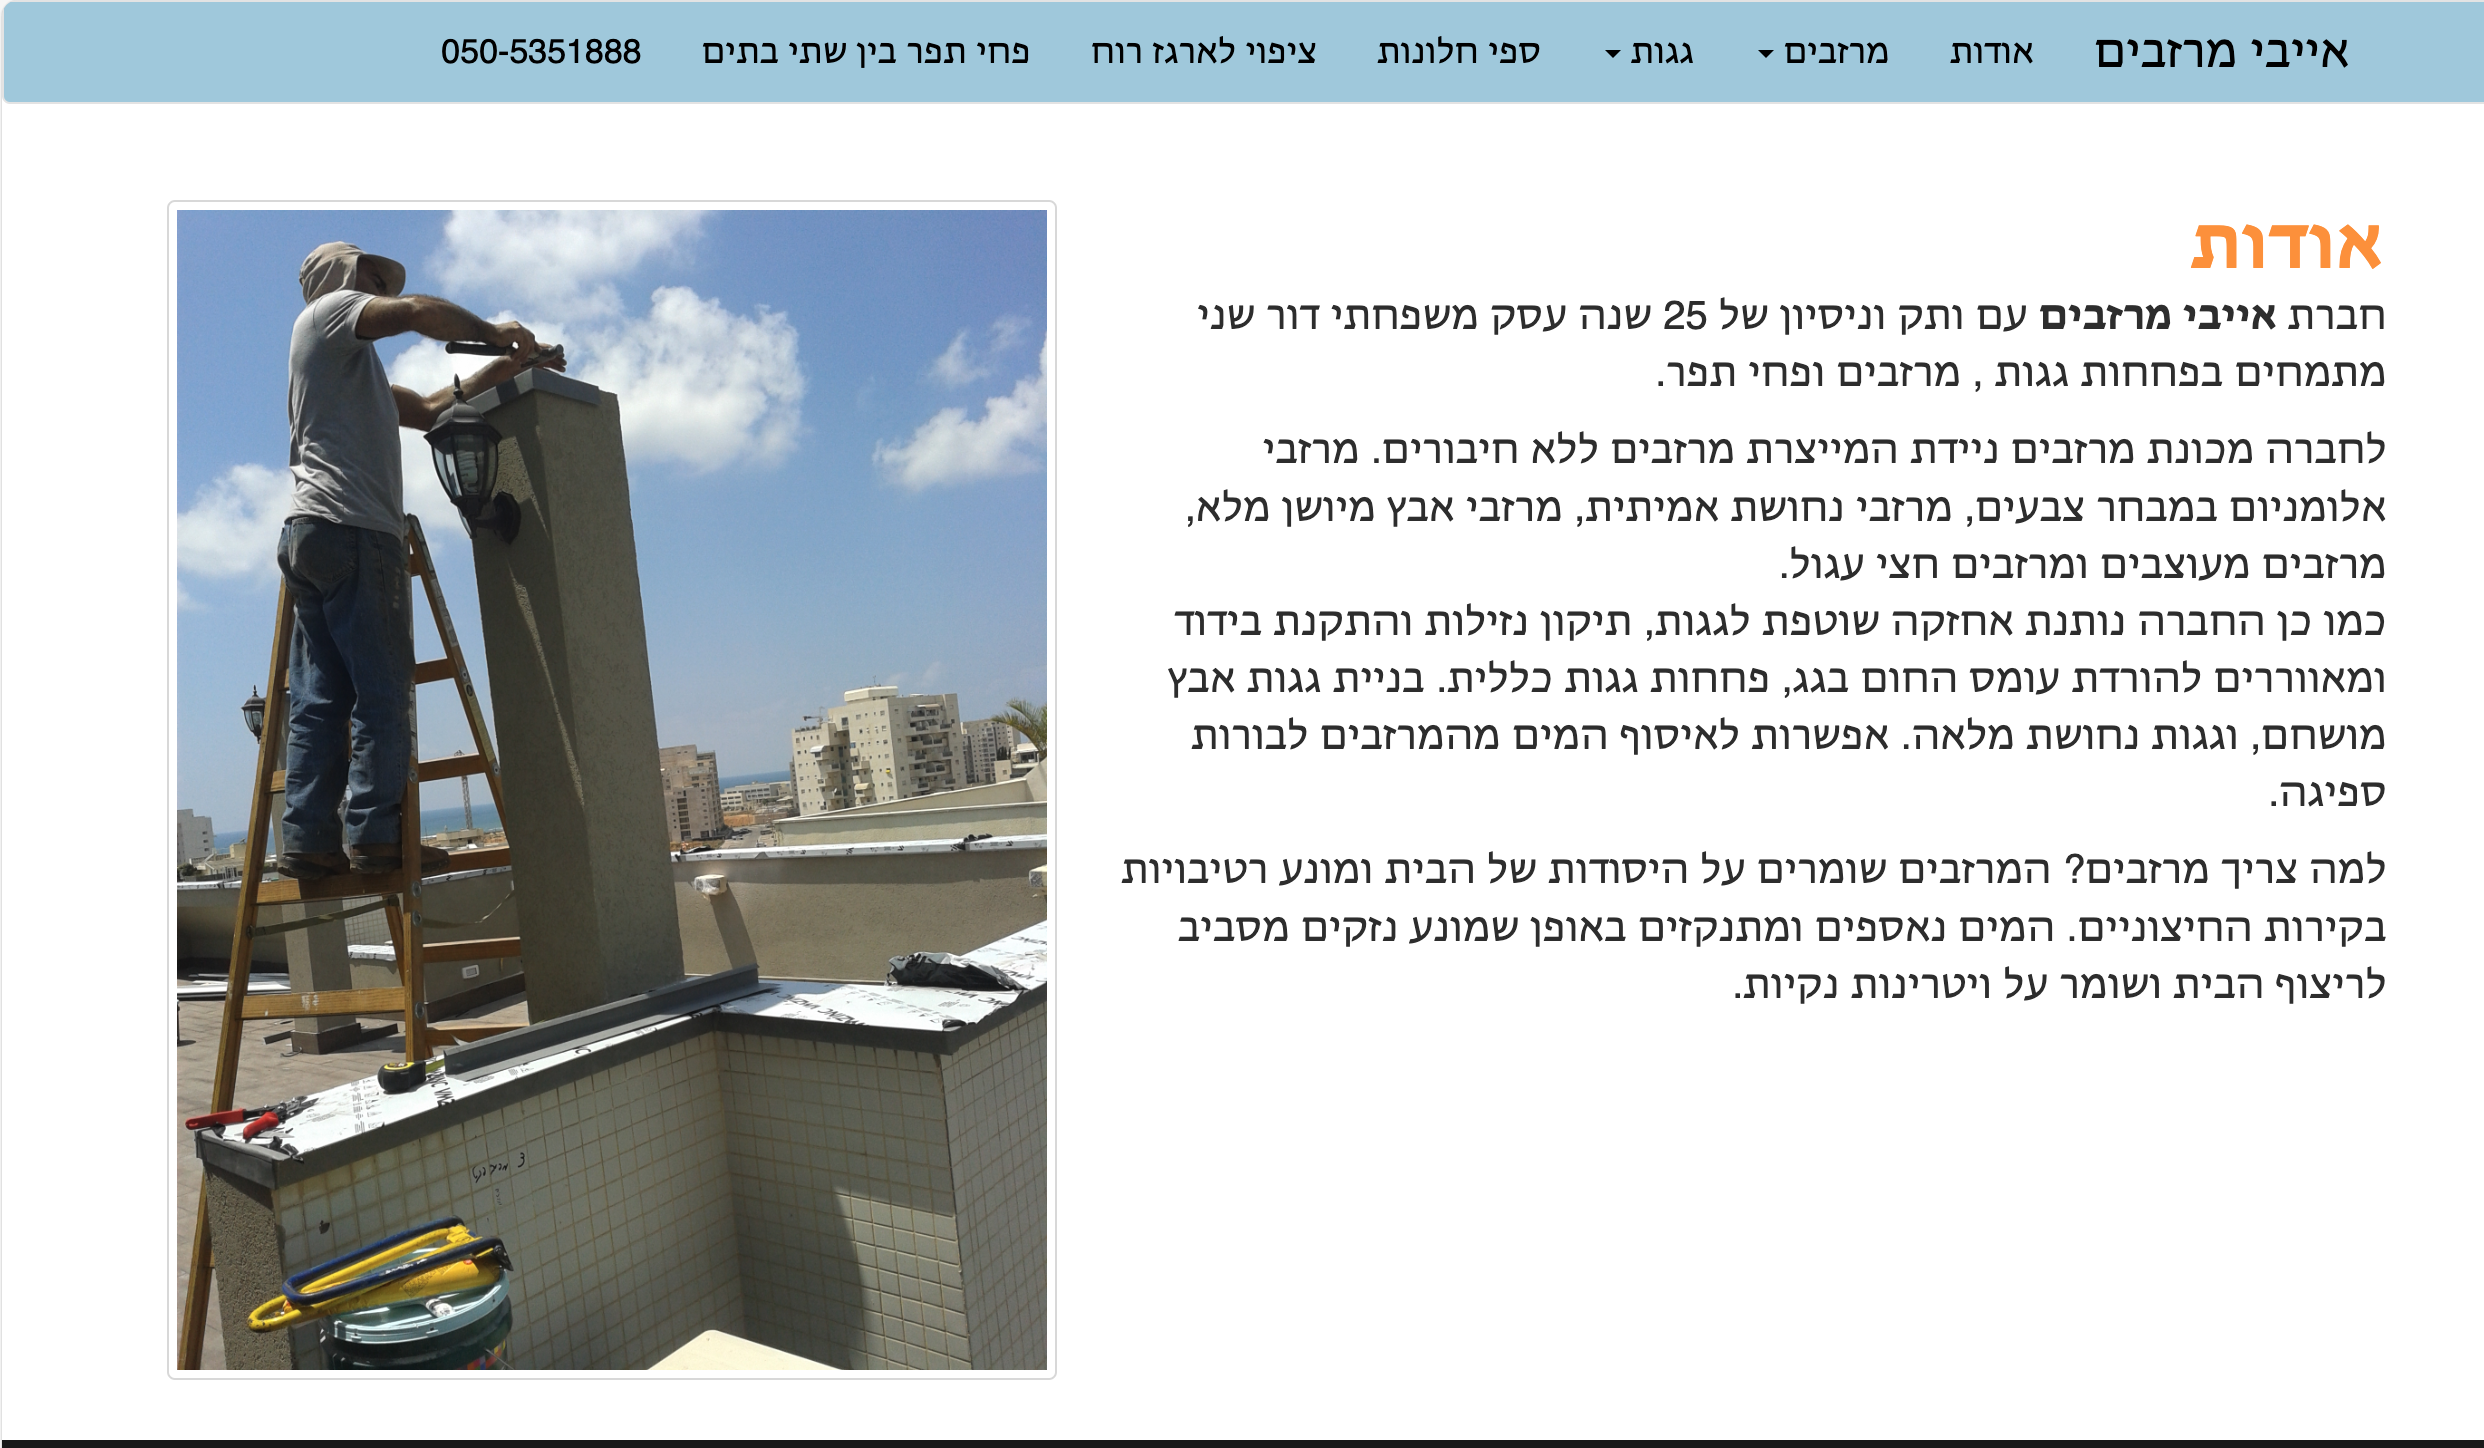 אייבי מרזבים
אודות
מרזבים
גגות
ספי חלונות
ציפוי לארגז רוח
פחי תפר בין שתי בתים
050-5351888
אודות
חברת אייבי מרזבים עם ותק וניסיון של 25 שנה עסק משפחתי דור שני
מתמחים בפחחות גגות , מרזבים ופחי תפר.
לחברה מכונת מרזבים ניידת המייצרת מרזבים ללא חיבורים. מרזבי
אלומניום במבחר צבעים, מרזבי נחושת אמיתית, מרזבי אבץ מיושן מלא,
מרזבים מעוצבים ומרזבים חצי עגול.
כמו כן החברה נותנת אחזקה שוטפת לגגות, תיקון נזילות והתקנת בידוד
ומאווררים להורדת עומס החום בגג, פחחות גגות כללית. בניית גגות אבץ
מושחם, וגגות נחושת מלאה. אפשרות לאיסוף המים מהמרזבים לבורות
ספיגה.
למה צריך מרזבים? המרזבים שומרים על היסודות של הבית ומונע רטיבויות
בקירות החיצוניים. המים נאספים ומתנקזים באופן שמונע נזקים מסביב
לריצוף הבית ושומר על ויטרינות נקיות.